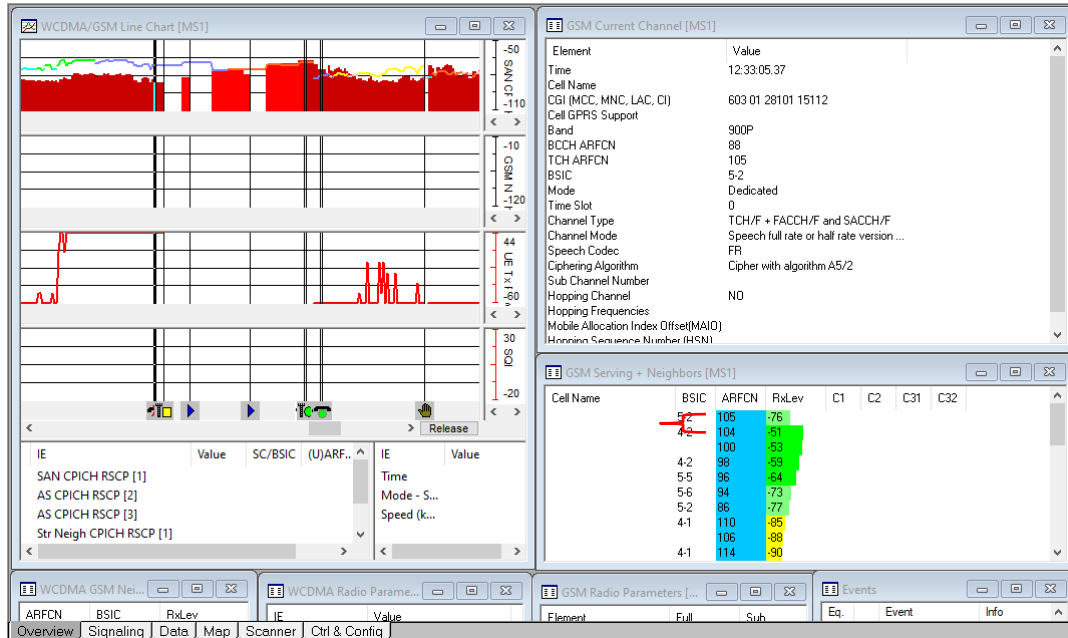 WCDMA/GSM Line Chart [MS1]
-50
SAN CF
-110
-10
GSM N
-120
44
UE Tx F
-60
30
SQI
-20
Release
IE Value SC/BSIC (U)ARF..
SAN CPICH RSCP [1]
AS CPICH RSCP [2]
AS CPICH RSCP [3]
Str Neigh CPICH RSCP [1]
IE Value
Time
Mode - S...
Speed (k...
GSM Current Channel [MS1]
Element Value
Time 12:33:05.37
Cell Name
CGI (MCC, MNC, LAC, CI) 603 01 28101 15112
Cell GPRS Support
Band 900P
BCCH ARFCN 88
TCH ARFCN 105
BSIC 5-2
Mode Dedicated
Time Slot 0
Channel Type TCH/F + FACCH/F and SACCH/F
Channel Mode Speech full rate or half rate version ...
Speech Codec FR
Ciphering Algorithm Cipher with algorithm A5/2
Sub Channel Number
Hopping Channel NO
Hopping Frequencies
Mobile Allocation Index Offset(MAIO)
Hopping Sequence Number (HSN)
GSM Serving + Neighbors [MS1]
Cell Name BSIC ARFCN RxLev C1 C2 C31 C32
5-2 105 -76
4-2 104 -51
100 -53
4-2 98 -59
5-5 96 -64
5-6 94 -73
5-2 86 -77
4-1 110 -85
106 -88
4-1 114 -90
WCDMA GSM Nei...
ARFCN BSIC RxLev
WCDMA Radio Parame...
IE Value
GSM Radio Parameters [...
Element Full Sub
Events
Eq. Event Info
Overview Signaling Data Map Scanner Ctrl & Config